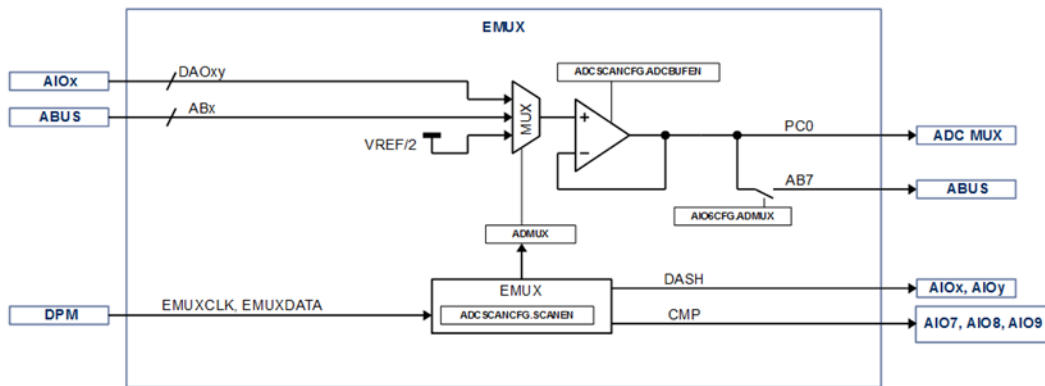 EMUX
AIOx
DAOxy
ADCSCANCFG.ADCBUFEN
ABUS
ABx
MUX
+
−
VREF/2
PC0
ADC MUX
AB7
ABUS
AIO6CFG.ADMUX
ADMUX
DPM
EMUXCLK, EMUXDATA
EMUX
ADCSCANCFG.SCANEN
DASH
AIOx, AIOy
CMP
AIO7, AIO8, AIO9